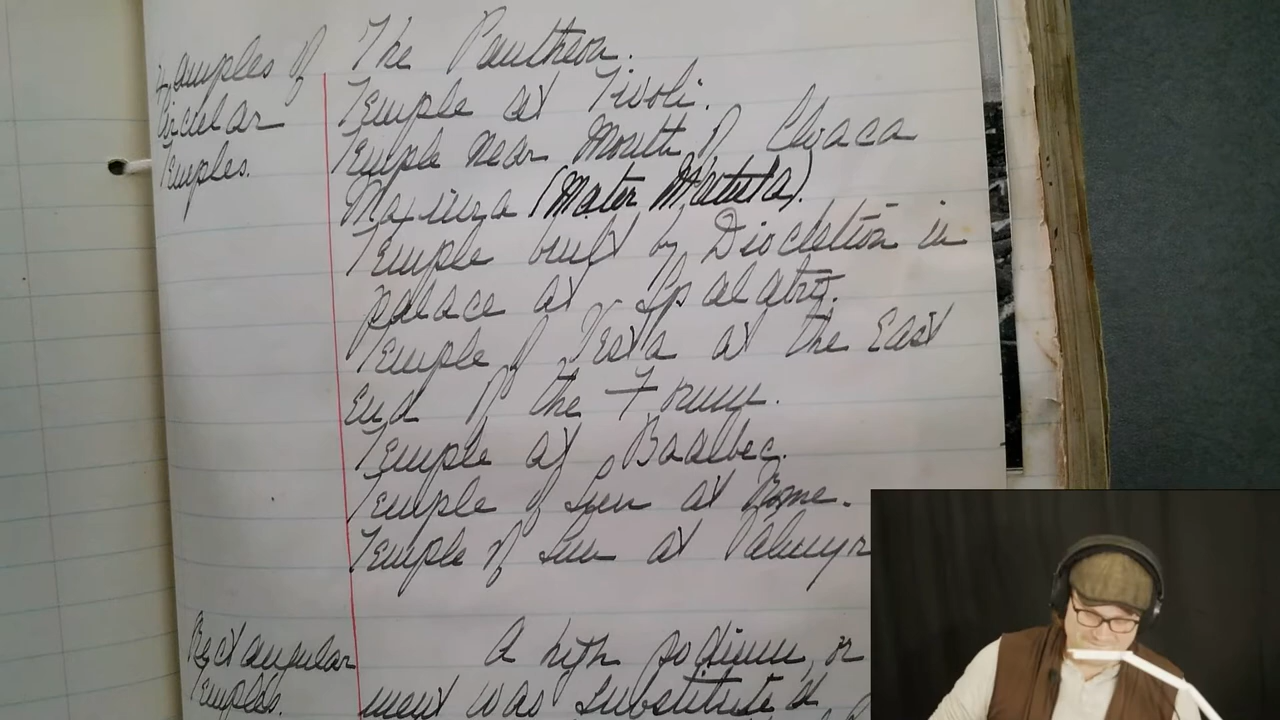 Examples of
Circular
Temples.
The Pantheon.
Temple at Tivoli.
Temple near Mouth of Cloaca
Maxima (Mater Matuta).
Temple built by Diocletian in
palace at Spalatro.
Temple of Vesta at the East
End of the Forum.
Temple at Baalbec.
Temple of Sun at Rome.
Temple of Sun at Palmyr
Rectangular
Temples.
A high podium, or
ment was substituted